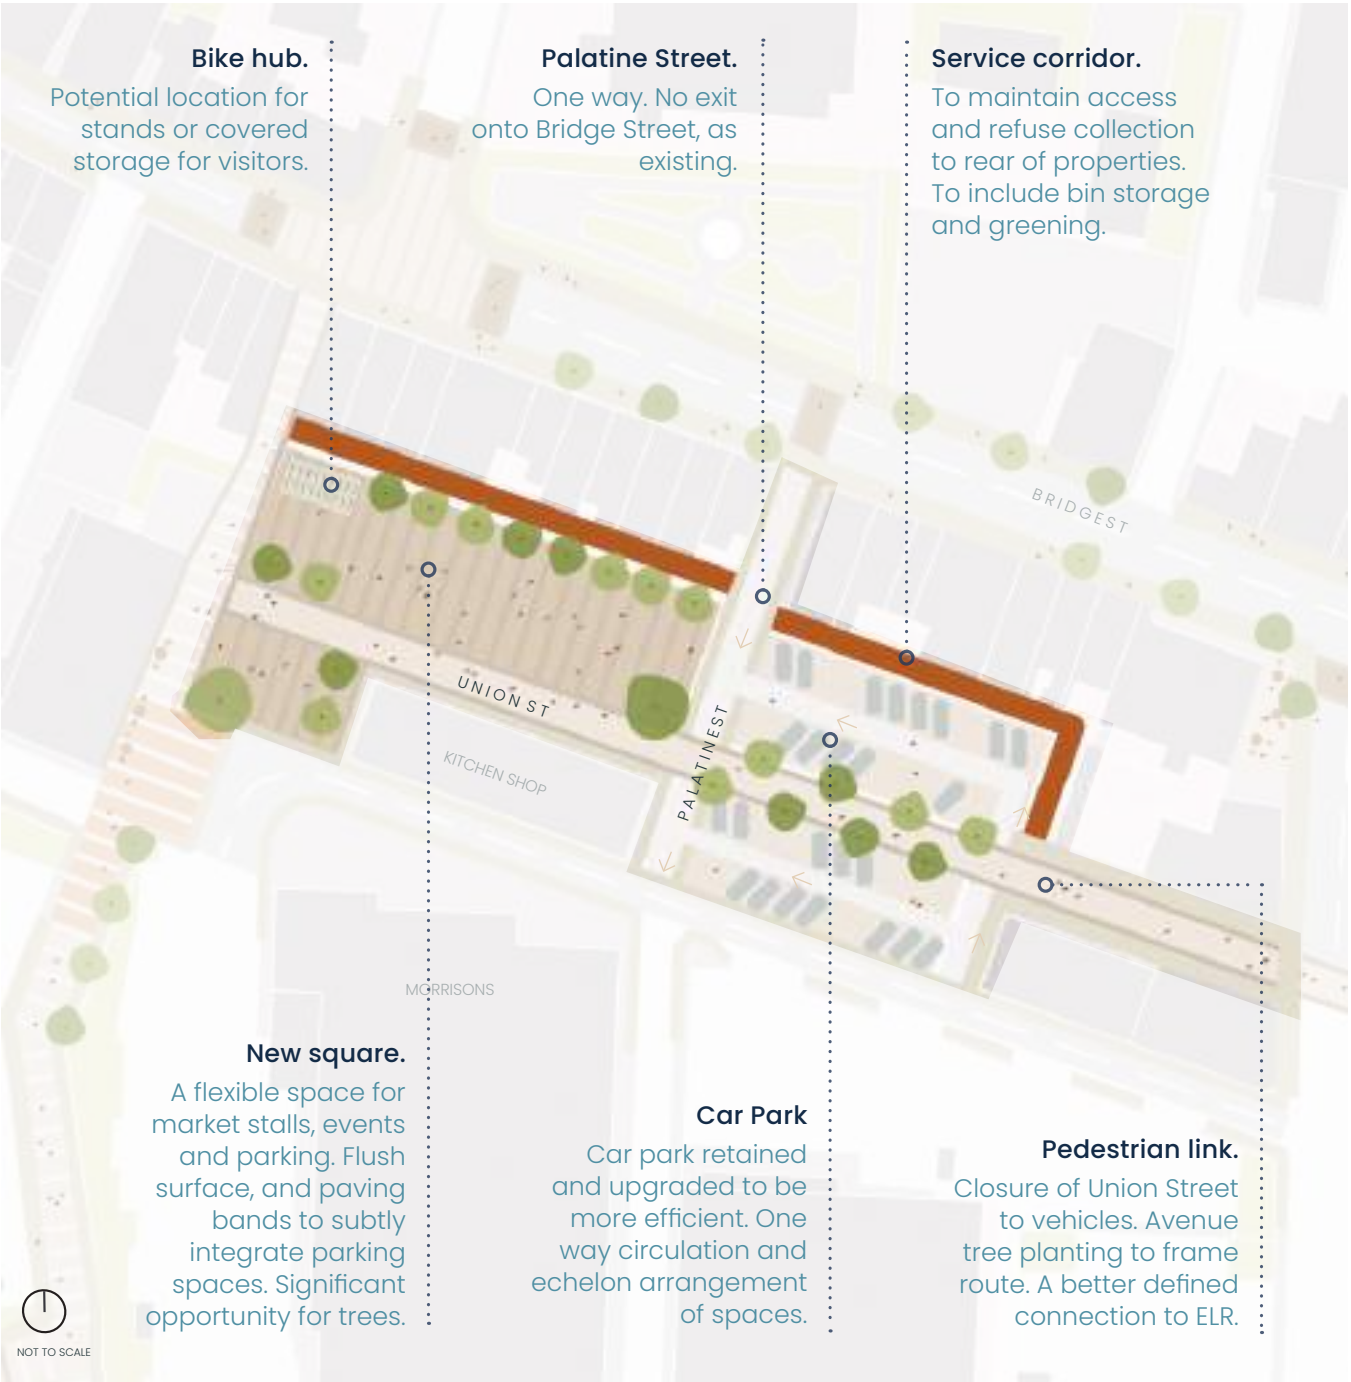 Bike hub.
Potential location for
stands or covered
storage for visitors.
Palatine Street.
One way. No exit
onto Bridge Street, as
existing.
Service corridor.
To maintain access
and refuse collection
to rear of properties.
To include bin storage
and greening.
BRIDGEST
UNION ST
PALATINEST
KITCHEN SHOP
MORRISONS
New square.
A flexible space for
market stalls, events
and parking. Flush
surface, and paving
bands to subtly
integrate parking
spaces. Significant
opportunity for trees.
Car Park
Car park retained
and upgraded to be
more efficient. One
way circulation and
echelon arrangement
of spaces.
Pedestrian link.
Closure of Union Street
to vehicles. Avenue
tree planting to frame
route. A better defined
connection to ELR.
NOT TO SCALE